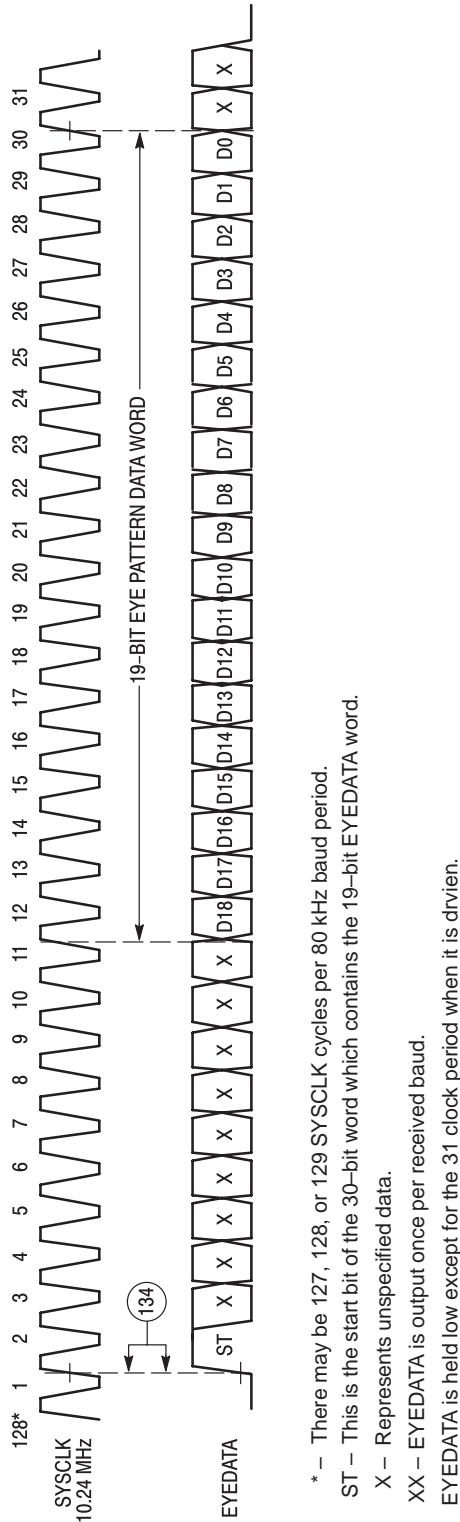 128* 1 2 3 4 5 6 7 8 9 10 11 12 13 14 15 16 17 18 19 20 21 22 23 24 25 26 27 28 29 30 31
SYSCLK
10.24 MHz
134
19–BIT EYE PATTERN DATA WORD
EYEDATA
ST X X X X X X X X X D18 D17 D16 D15 D14 D13 D12 D11 D10 D9 D8 D7 D6 D5 D4 D3 D2 D1 D0 X X
* – There may be 127, 128, or 129 SYSCLK cycles per 80 kHz baud period.
ST – This is the start bit of the 30–bit word which contains the 19–bit EYEDATA word.
X – Represents unspecified data.
XX – EYEDATA is output once per received baud.
EYEDATA is held low except for the 31 clock period when it is drvien.